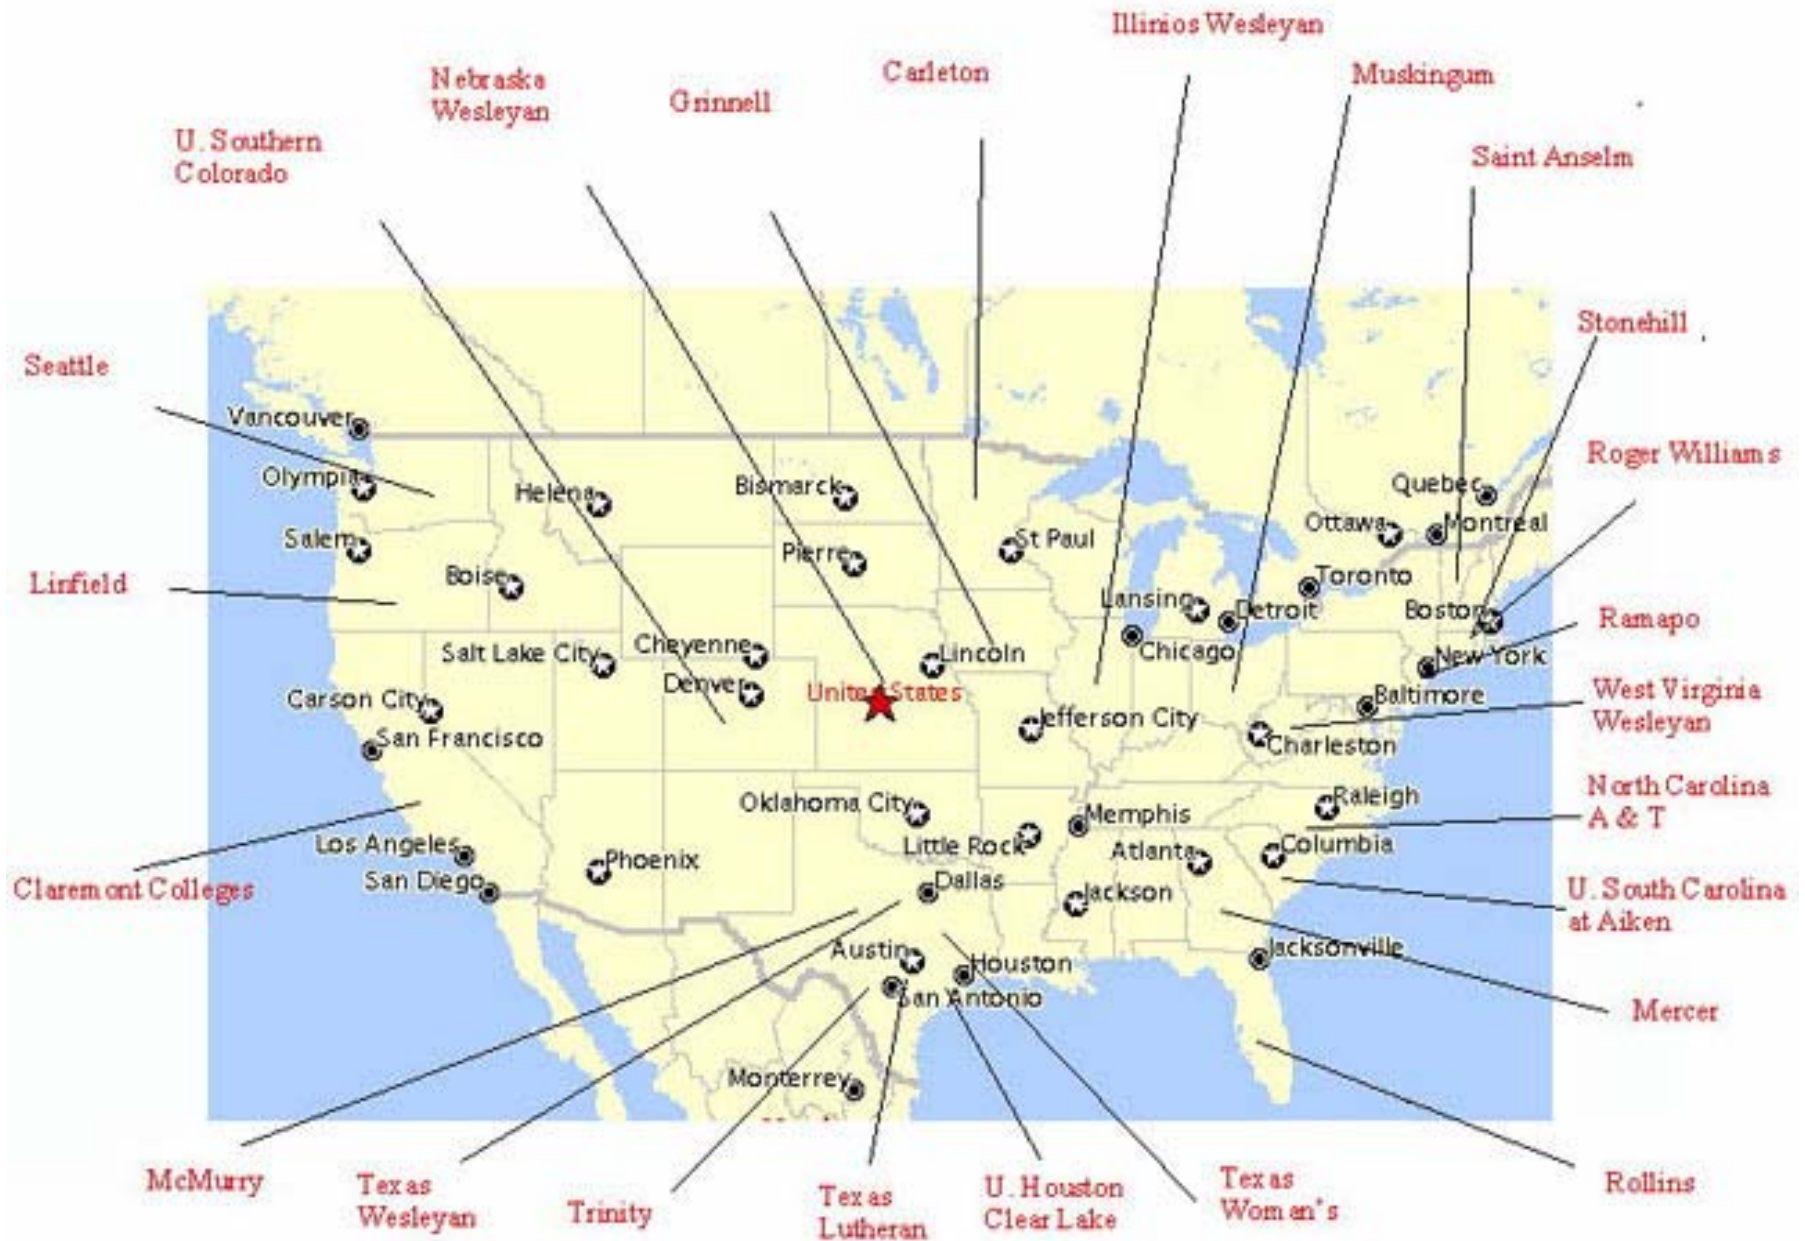 Illinios Wesleyan
Nebraska
Wesleyan
Grinnell
Carleton
Muskingum
U. Southern
Colorado
Saint Anselm
Stonehill
Seattle
Vancouver
Roger Williams
Olympia
Helena
Bismarck
Quebec
Ottawa
Montreal
Salem
Pierre
St Paul
Linfield
Boise
Toronto
Lansing
Detroit
Boston
Ramapo
Salt Lake City
Cheyenne
Lincoln
Chicago
New York
Denver
United States
Carson City
Baltimore
West Virginia
Wesleyan
San Francisco
Jefferson City
Charleston
Oklahoma City
Memphis
Raleigh
North Carolina
A & T
Los Angeles
Little Rock
Atlanta
Columbia
Phoenix
Claremont Colleges
San Diego
Dallas
Jackson
U. South Carolina
at Aiken
Austin
Houston
Jacksonville
San Antonio
Mercer
Monterrey
McMurry
Texas
Wesleyan
Trinity
Texas
Lutheran
U. Houston
Clear Lake
Texas
Woman's
Rollins